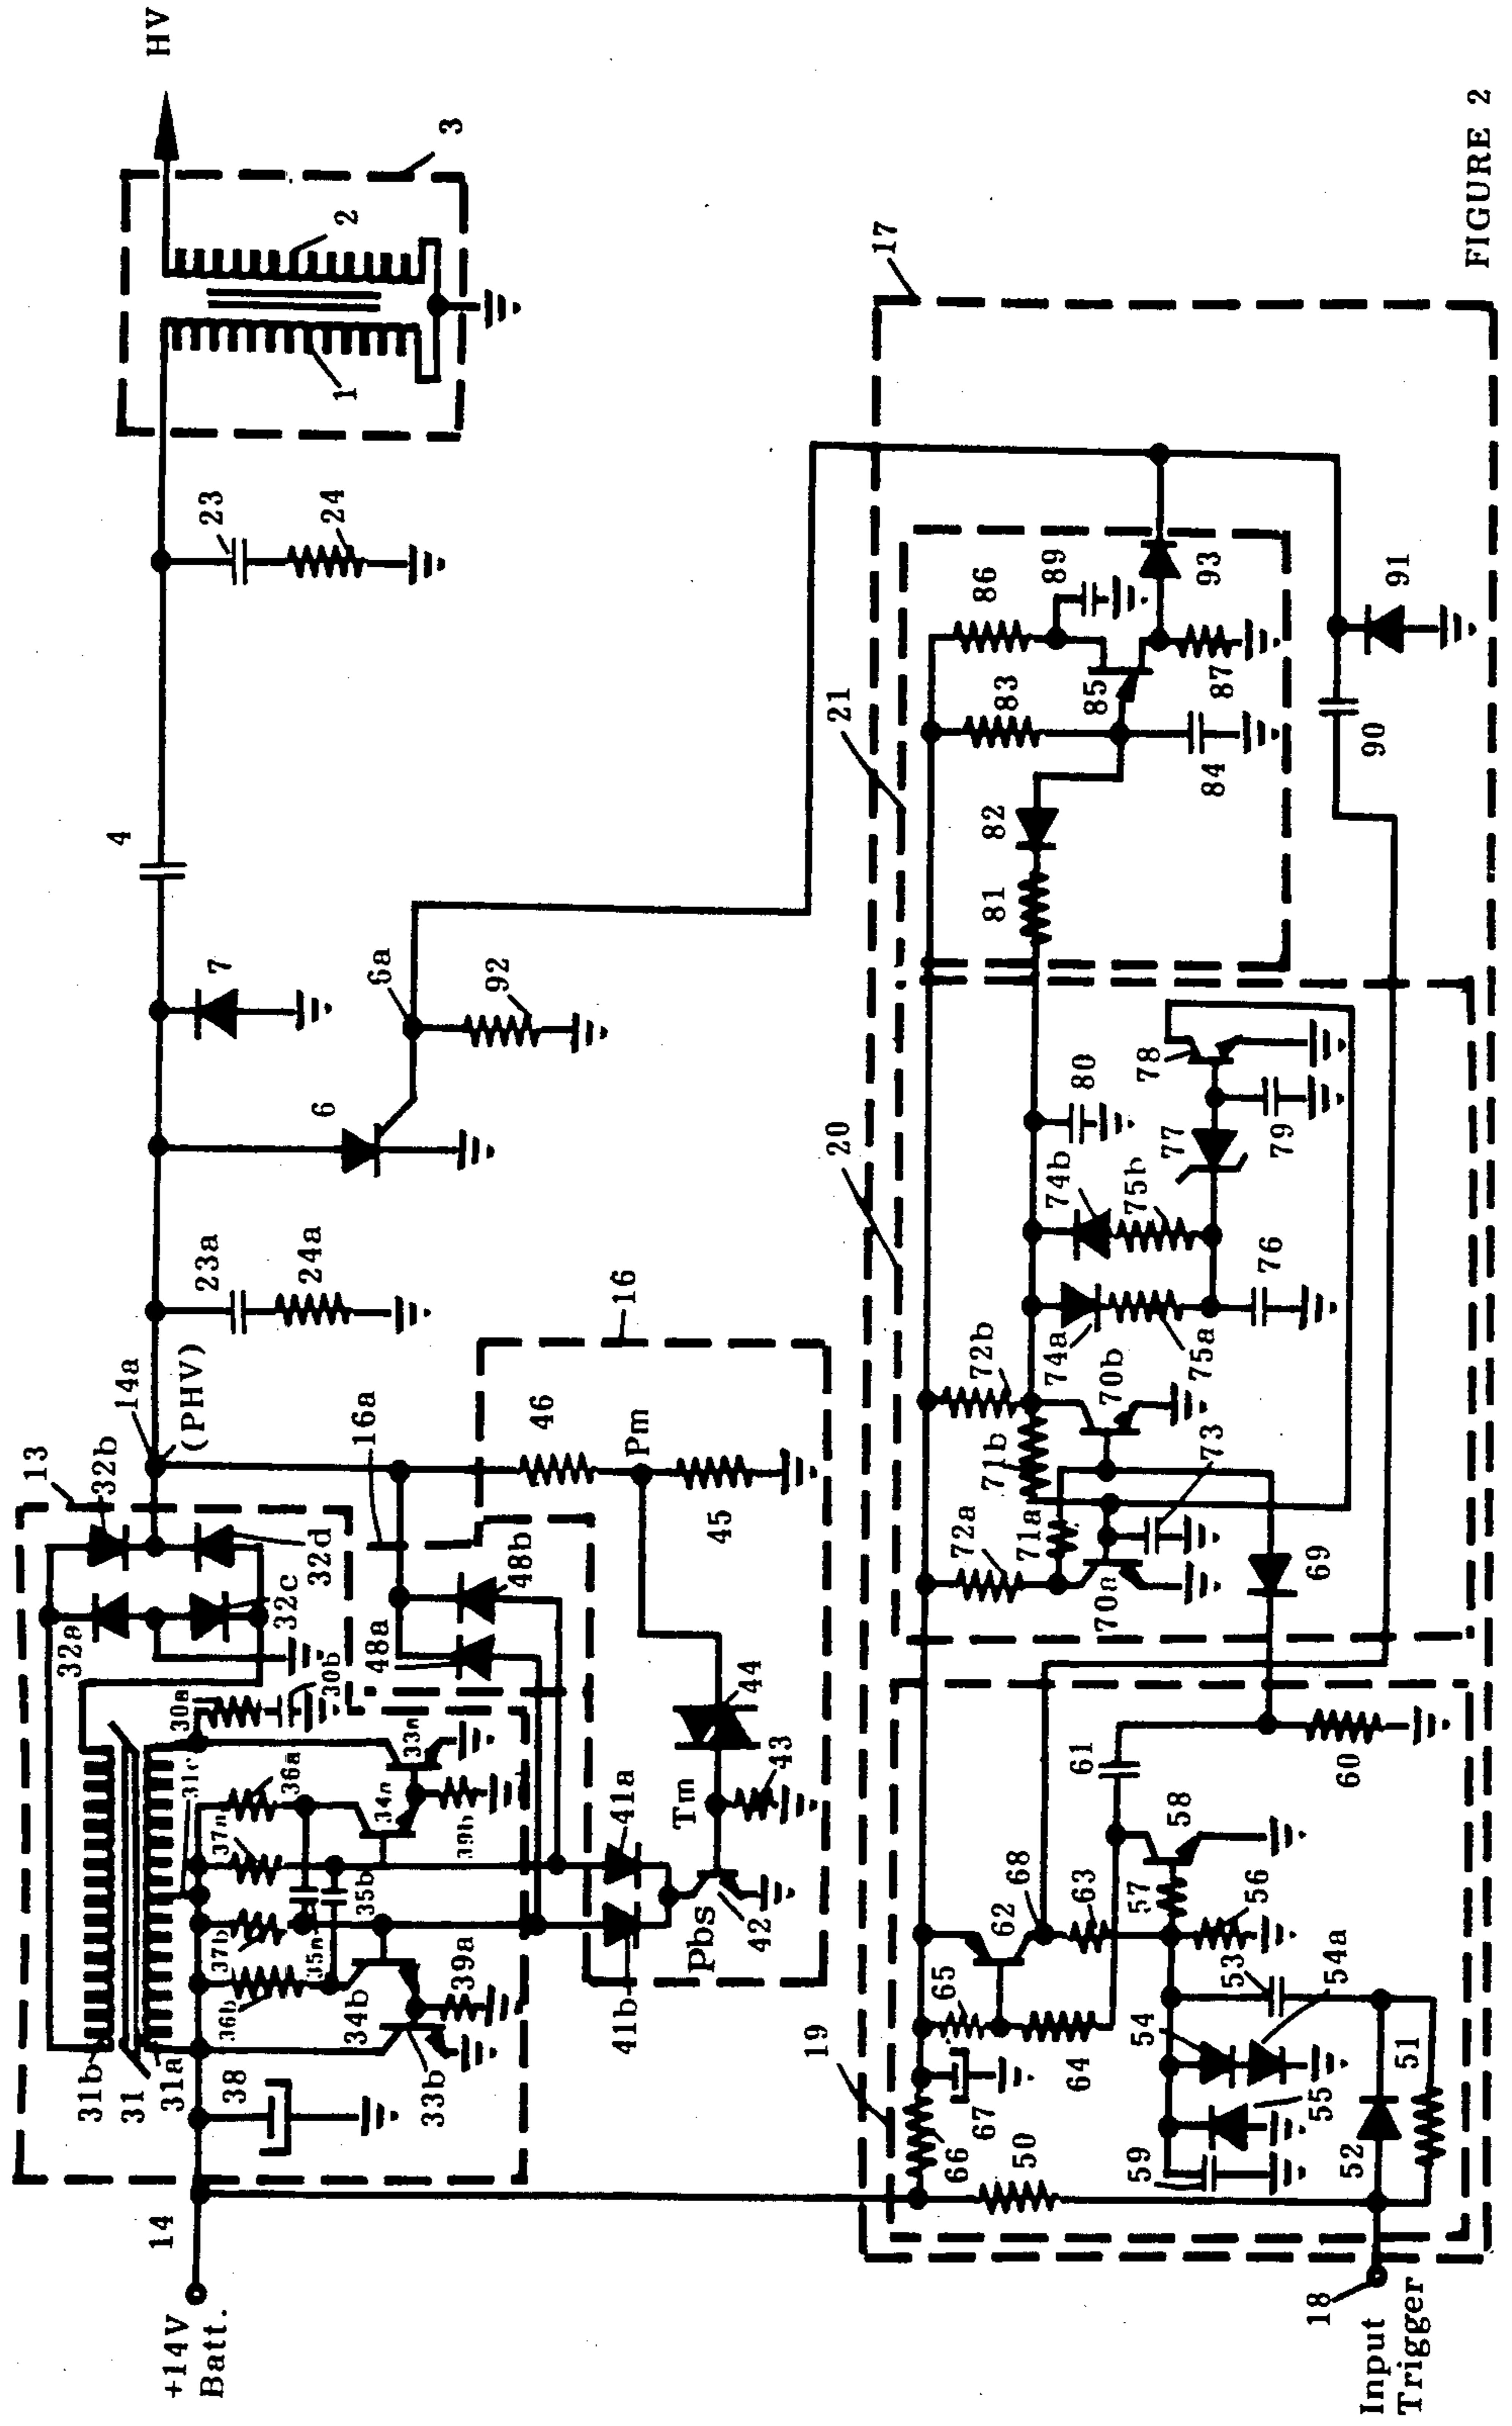 +14V
Batt.
14
38
31b
31
31a
36b
37b
37n
31c
36a
30a
30b
35n
35b
34b
34n
33b
33n
39a
39b
32a
32c
32d
32b
13
14a
(PHV)
16a
16
48a
48b
41b
41a
Pbs
42
Tm
43
44
45
46
Pm
23a
24a
6
7
6a
92
4
23
24
1
2
3
HV
17
18
Input
Trigger
19
66
67
65
64
62
68
63
50
59
55
54
54a
53
52
51
56
57
58
61
60
69
20
72a
71a
71b
72b
70a
70b
73
74a
75a
74b
75b
76
77
79
78
80
21
81
82
83
84
85
86
87
89
93
90
91
FIGURE 2